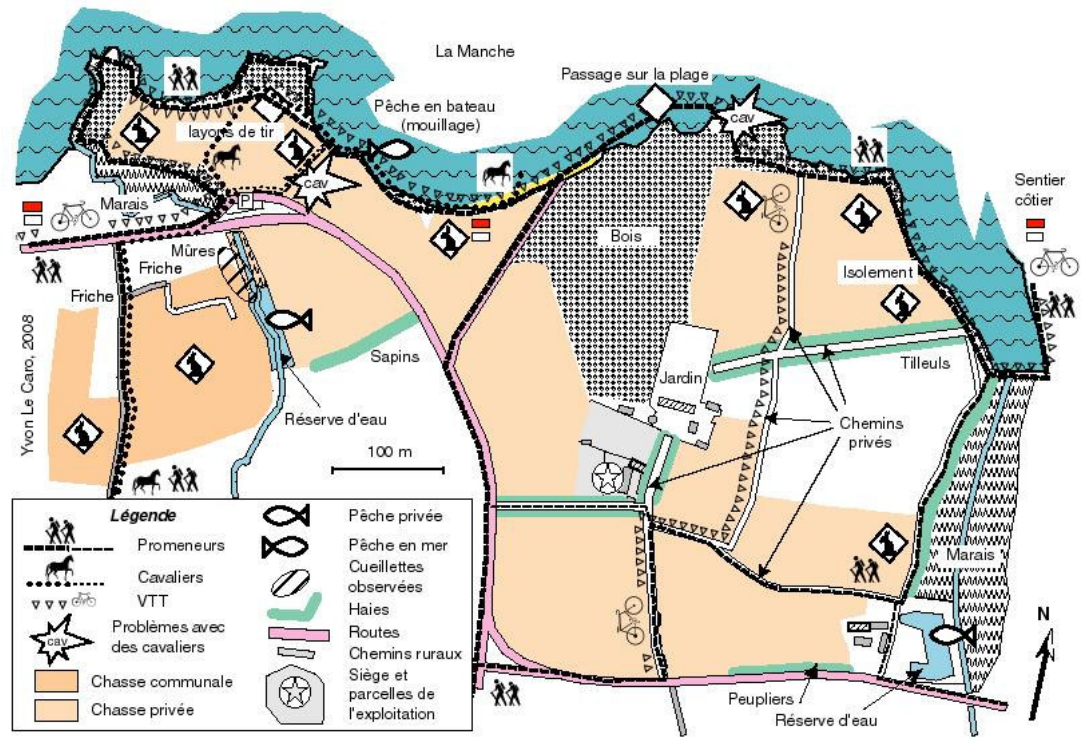 La Manche
Passage sur la plage
Pêche en bateau
(mouillage)
cav
layons de tir
cav
Marais
P
Sentier
côtier
Mûres
Friche
Friche
Bois
Isolement
Sapins
Jardin
Tilleuls
Réserve d'eau
Chemins
privés
Yvon Le Caro, 2008
100 m
Marais
N
Peupliers
Réserve d'eau
Légende
Promeneurs
Cavaliers
VTT
cav
Problèmes avec
des cavaliers
Chasse communale
Chasse privée
Pêche privée
Pêche en mer
Cueillettes
observées
Haies
Routes
Chemins ruraux
Siège et
parcelles de
l'exploitation